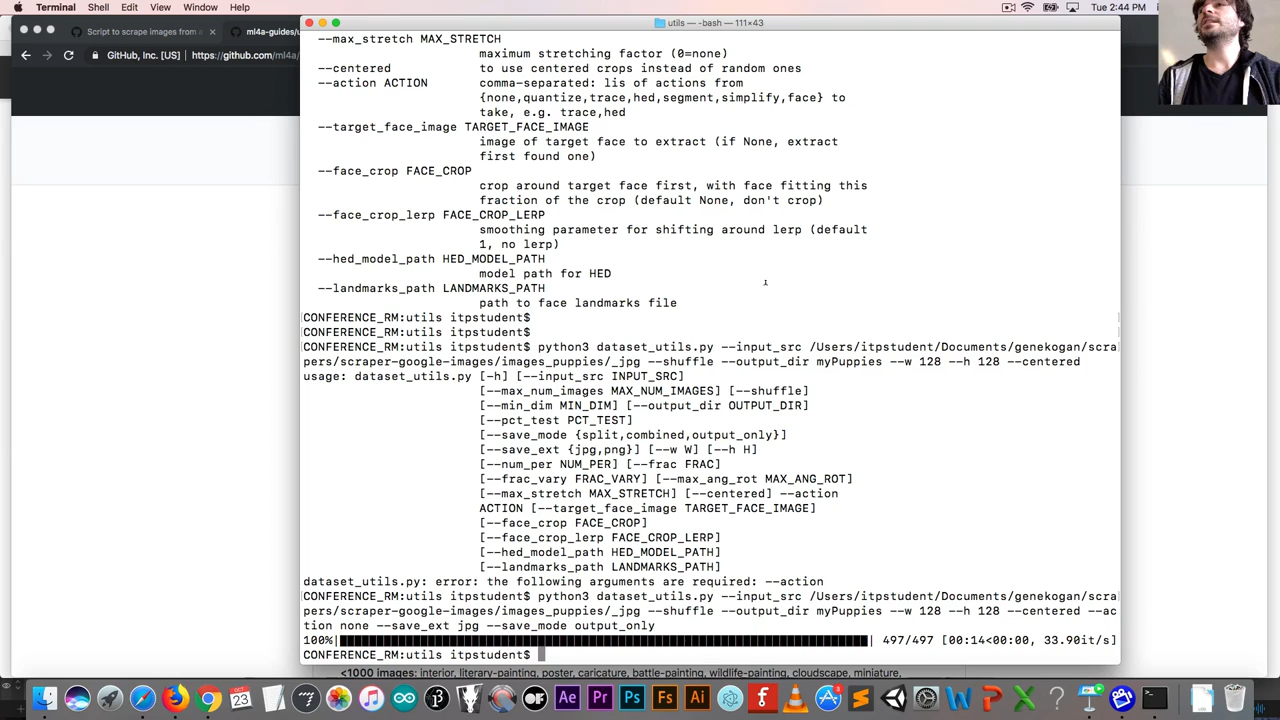 Terminal Shell Edit View Window Help Tue 2:44 PM
utils — -bash — 111×43
Script to scrape images from a
ml4a-guides/u
GitHub, Inc. [US] https://github.com/ml4a/
--max_stretch MAX_STRETCH
maximum stretching factor (0=none)
--centered to use centered crops instead of random ones
--action ACTION comma-separated: lis of actions from
{none,quantize,trace,hed,segment,simplify,face} to
take, e.g. trace,hed
--target_face_image TARGET_FACE_IMAGE
image of target face to extract (if None, extract
first found one)
--face_crop FACE_CROP
crop around target face first, with face fitting this
fraction of the crop (default None, don't crop)
--face_crop_lerp FACE_CROP_LERP
smoothing parameter for shifting around lerp (default
1, no lerp)
--hed_model_path HED_MODEL_PATH
model path for HED
--landmarks_path LANDMARKS_PATH
path to face landmarks file
CONFERENCE_RM:utils itpstudent$
CONFERENCE_RM:utils itpstudent$
CONFERENCE_RM:utils itpstudent$ python3 dataset_utils.py --input_src /Users/itpstudent/Documents/genekogan/scra
pers/scraper-google-images/images_puppies/_jpg --shuffle --output_dir myPuppies --w 128 --h 128 --centered
usage: dataset_utils.py [-h] [--input_src INPUT_SRC]
[--max_num_images MAX_NUM_IMAGES] [--shuffle]
[--min_dim MIN_DIM] [--output_dir OUTPUT_DIR]
[--pct_test PCT_TEST]
[--save_mode {split,combined,output_only}]
[--save_ext {jpg,png}] [--w W] [--h H]
[--num_per NUM_PER] [--frac FRAC]
[--frac_vary FRAC_VARY] [--max_ang_rot MAX_ANG_ROT]
[--max_stretch MAX_STRETCH] [--centered] --action
ACTION [--target_face_image TARGET_FACE_IMAGE]
[--face_crop FACE_CROP]
[--face_crop_lerp FACE_CROP_LERP]
[--hed_model_path HED_MODEL_PATH]
[--landmarks_path LANDMARKS_PATH]
dataset_utils.py: error: the following arguments are required: --action
CONFERENCE_RM:utils itpstudent$ python3 dataset_utils.py --input_src /Users/itpstudent/Documents/genekogan/scra
pers/scraper-google-images/images_puppies/_jpg --shuffle --output_dir myPuppies --w 128 --h 128 --centered --ac
tion none --save_ext jpg --save_mode output_only
100%| | 497/497 [00:14<00:00, 33.90it/s]
CONFERENCE_RM:utils itpstudent$
<1000 images: interior, literary-painting, poster, caricature, battle-painting, wildlife-painting, cloudscape, miniature,
23 Ae Pr Ps Fs Ai